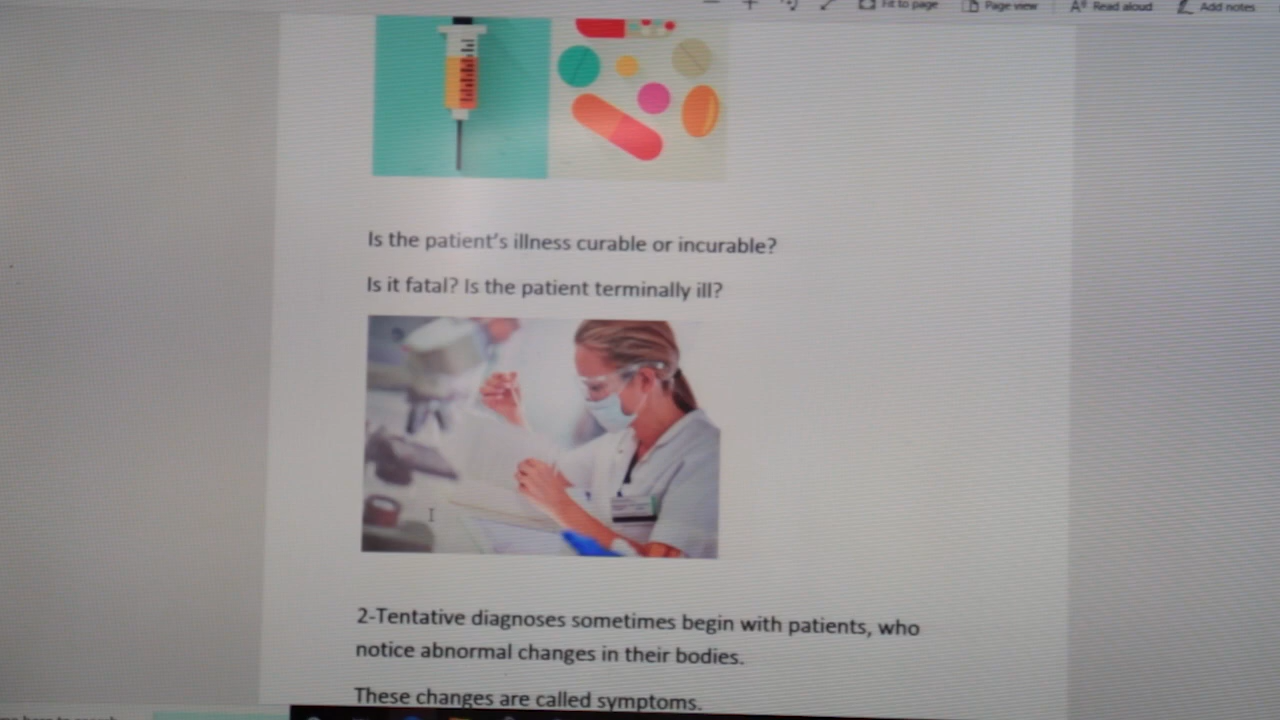 Fit to page Page view Read aloud Add notes
Is the patient's illness curable or incurable?
Is it fatal? Is the patient terminally ill?
2-Tentative diagnoses sometimes begin with patients, who
notice abnormal changes in their bodies.
These changes are called symptoms.